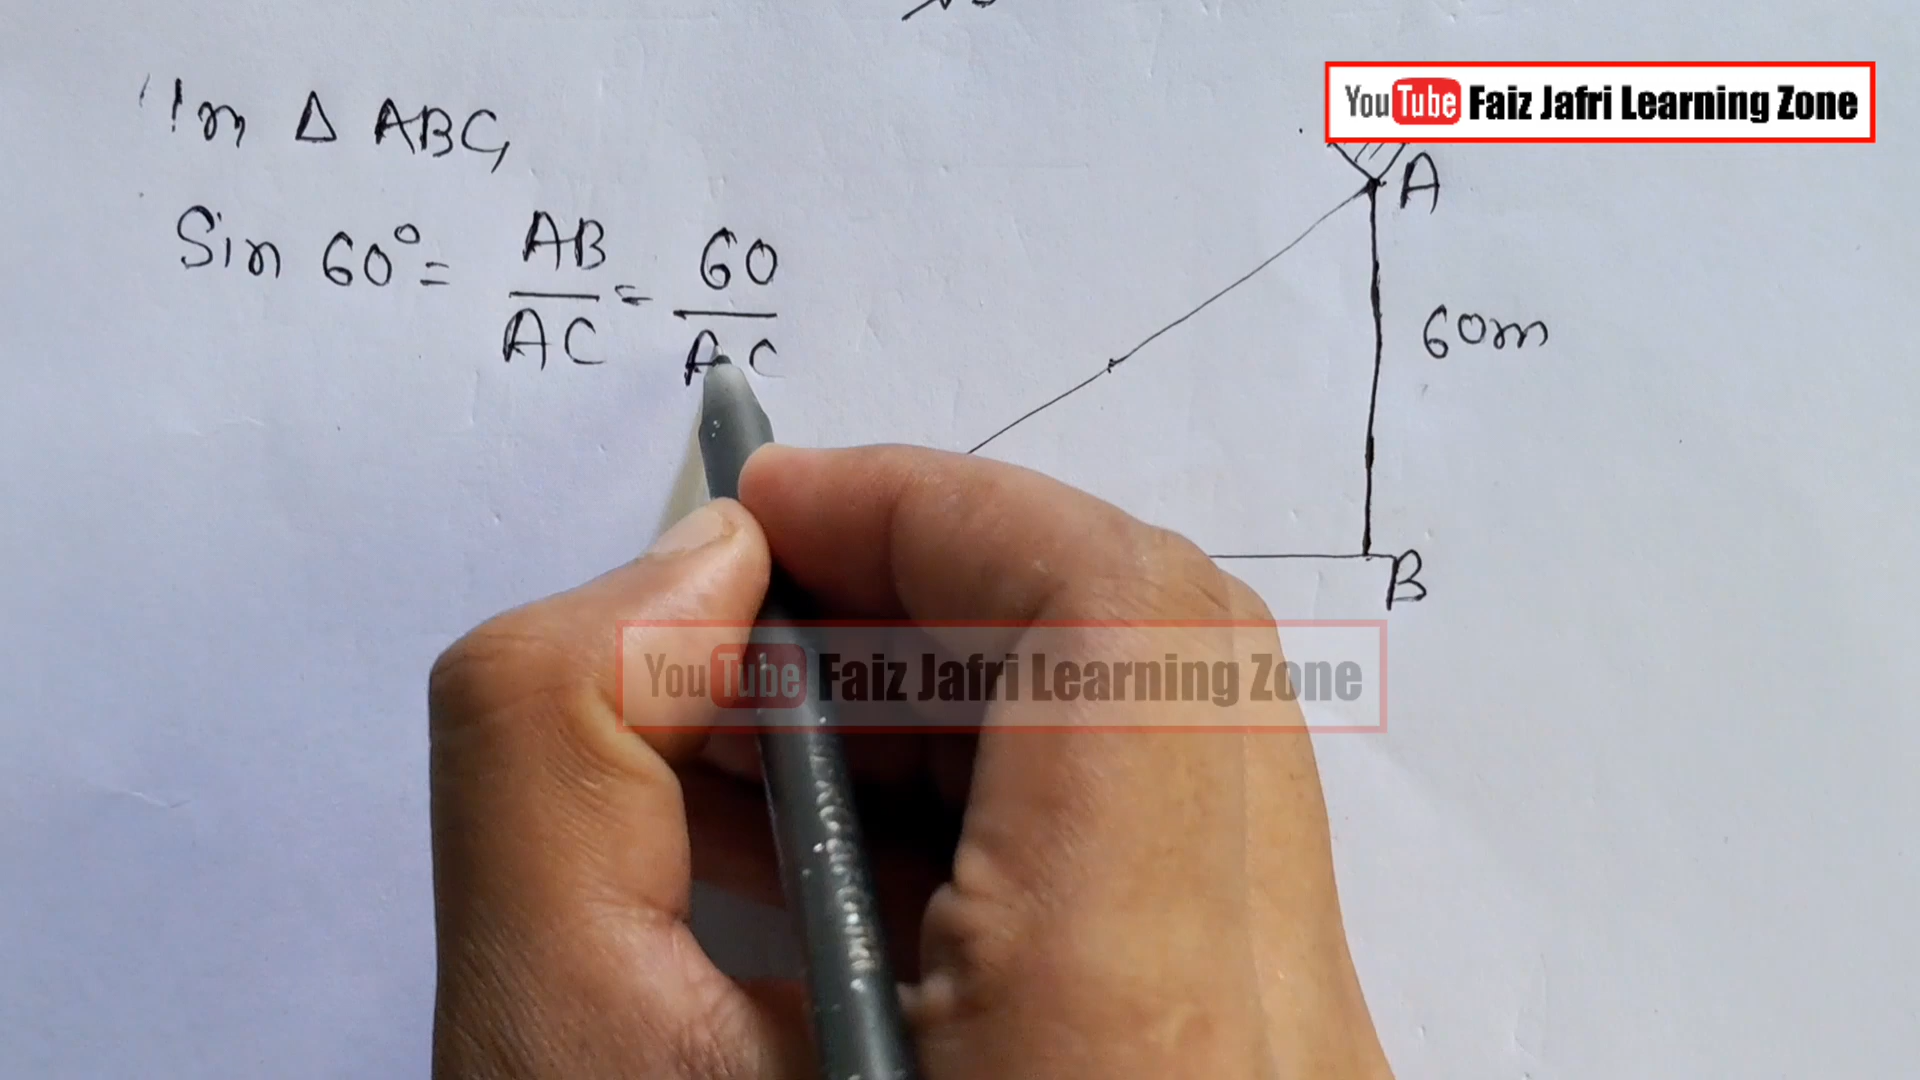 In Δ ABC,
Sin 60° = AB/AC = 60/AC
YouTube Faiz Jafri Learning Zone
A
60m
B
YouTube Faiz Jafri Learning Zone